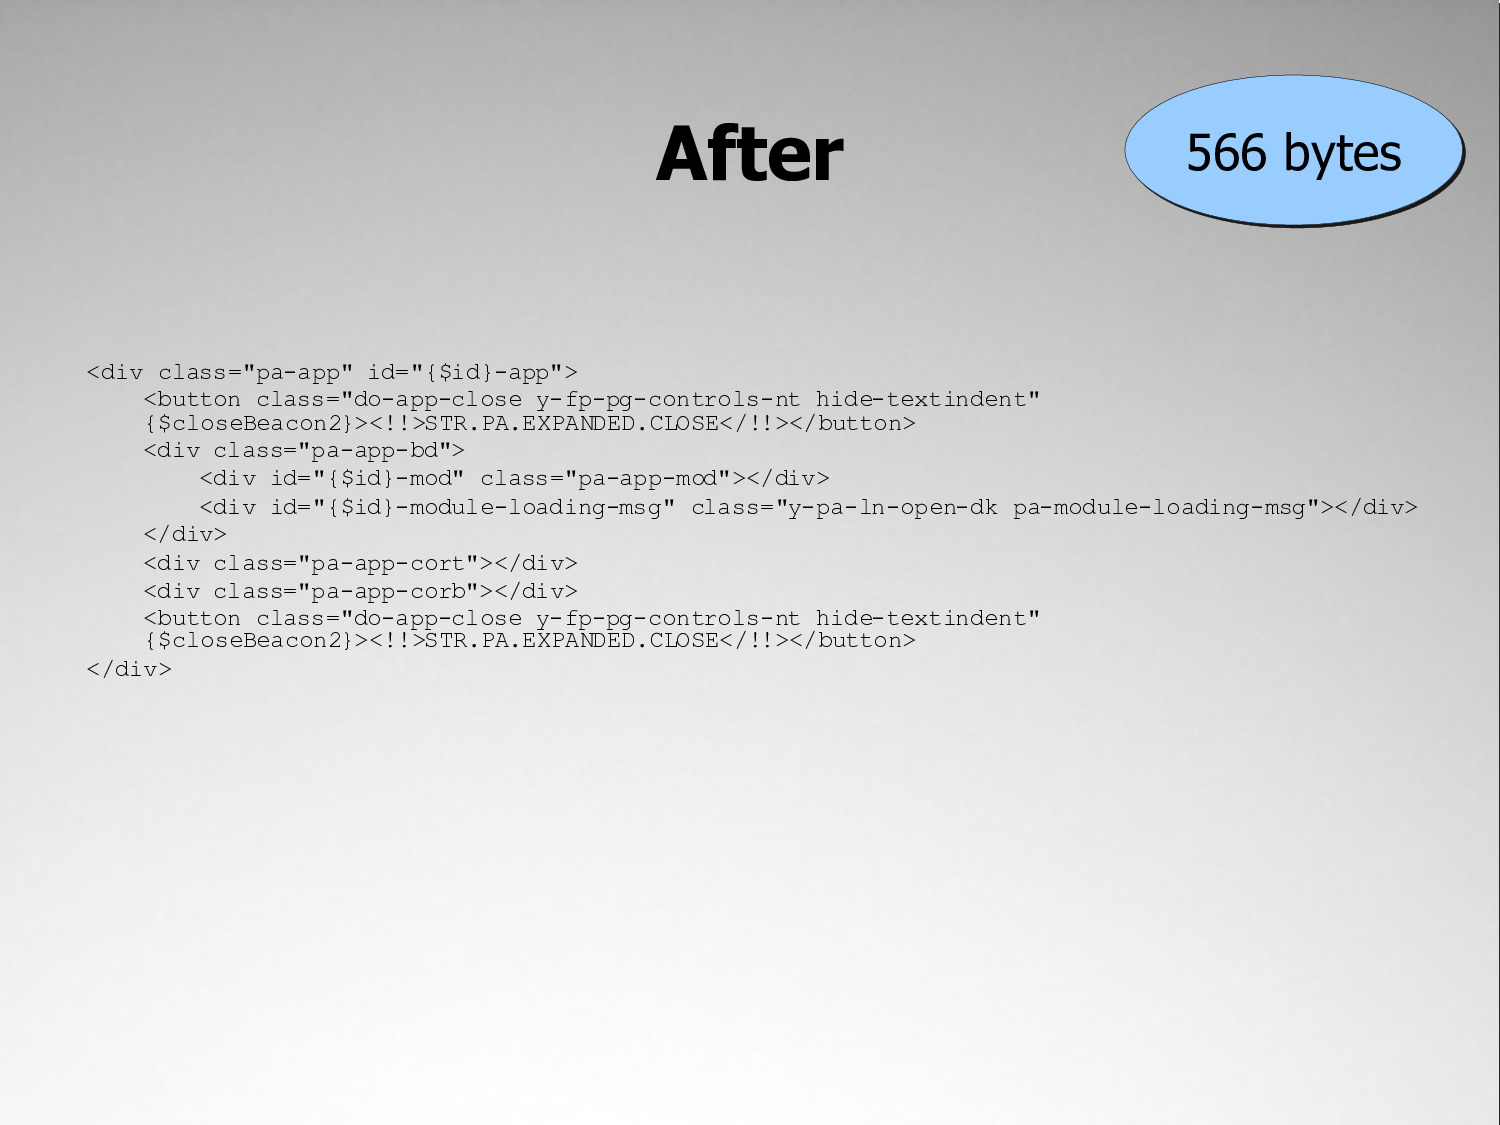 After
566 bytes
<div class="pa-app" id="{$id}-app">
<button class="do-app-close y-fp-pg-controls-nt hide-textindent"
{$closeBeacon2}><!!>STR.PA.EXPANDED.CLOSE</!!></button>
<div class="pa-app-bd">
<div id="{$id}-mod" class="pa-app-mod"></div>
<div id="{$id}-module-loading-msg" class="y-pa-ln-open-dk pa-module-loading-msg"></div>
</div>
<div class="pa-app-cort"></div>
<div class="pa-app-corb"></div>
<button class="do-app-close y-fp-pg-controls-nt hide-textindent"
{$closeBeacon2}><!!>STR.PA.EXPANDED.CLOSE</!!></button>
</div>